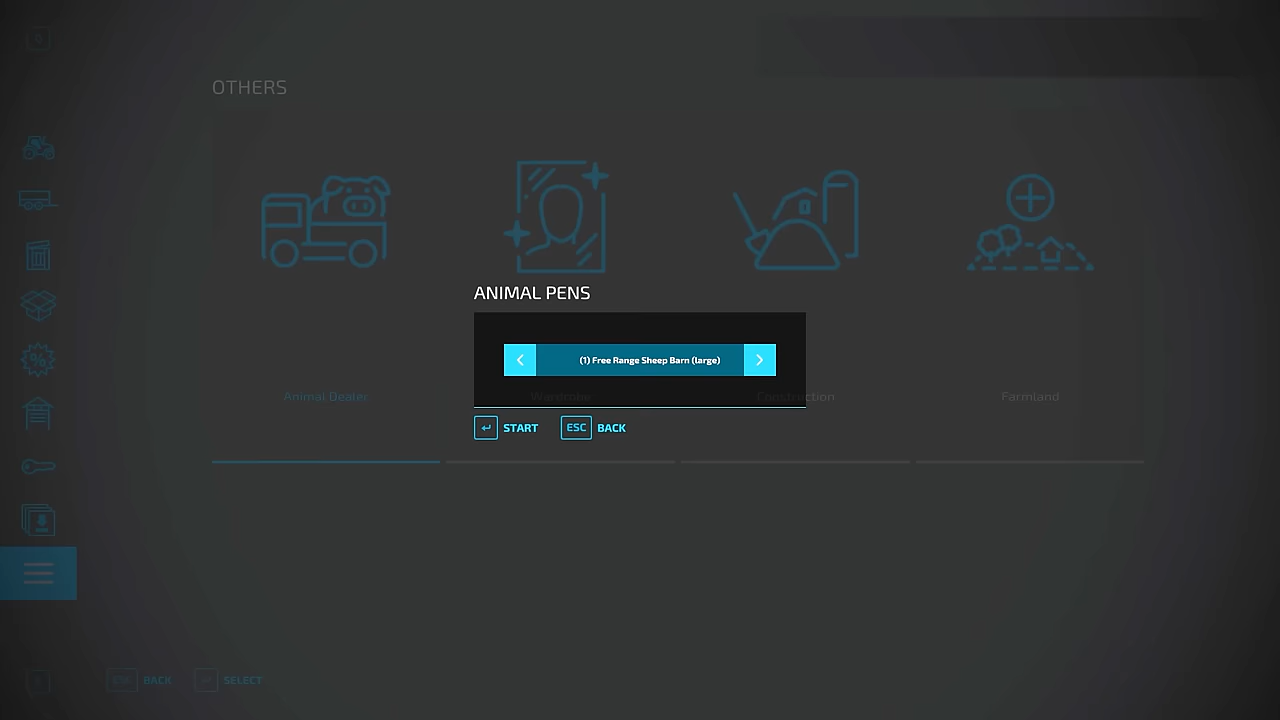 OTHERS
ANIMAL PENS
(1) Free Range Sheep Barn (large)
Animal Dealer
Wardrobe
Construction
Farmland
START
ESC
BACK
BACK
SELECT